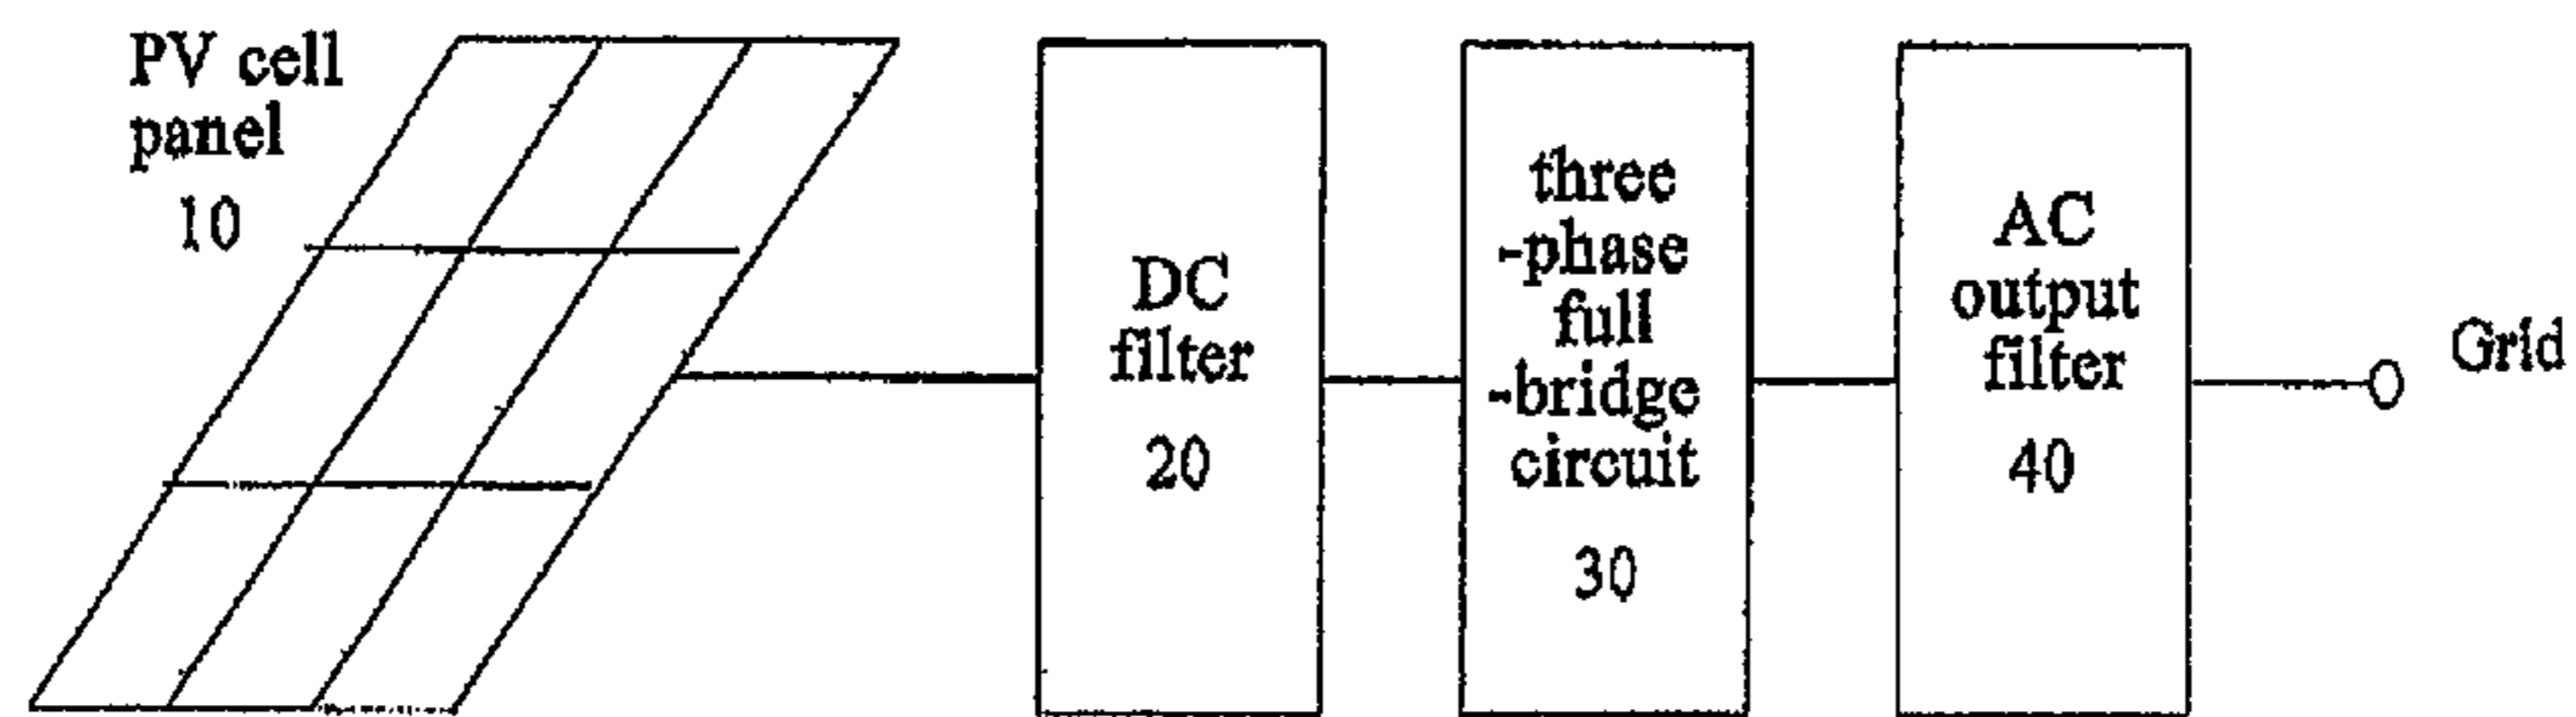 PV cell
panel
10
DC
filter
20
three
-phase
full
-bridge
circuit
30
AC
output
filter
40
Grid